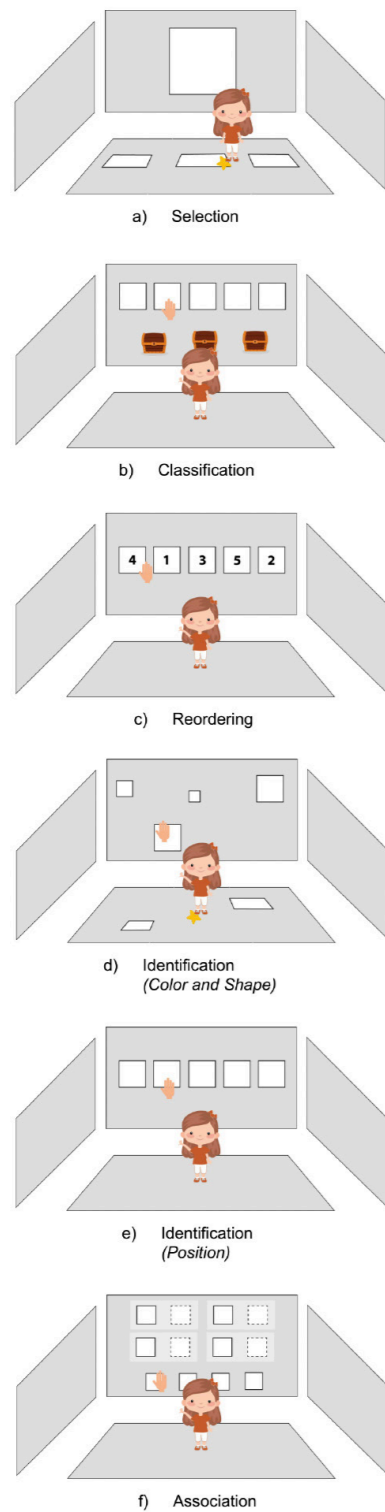 a) Selection
b) Classification
4 1 3 5 2
c) Reordering
d) Identification
(Color and Shape)
e) Identification
(Position)
f) Association